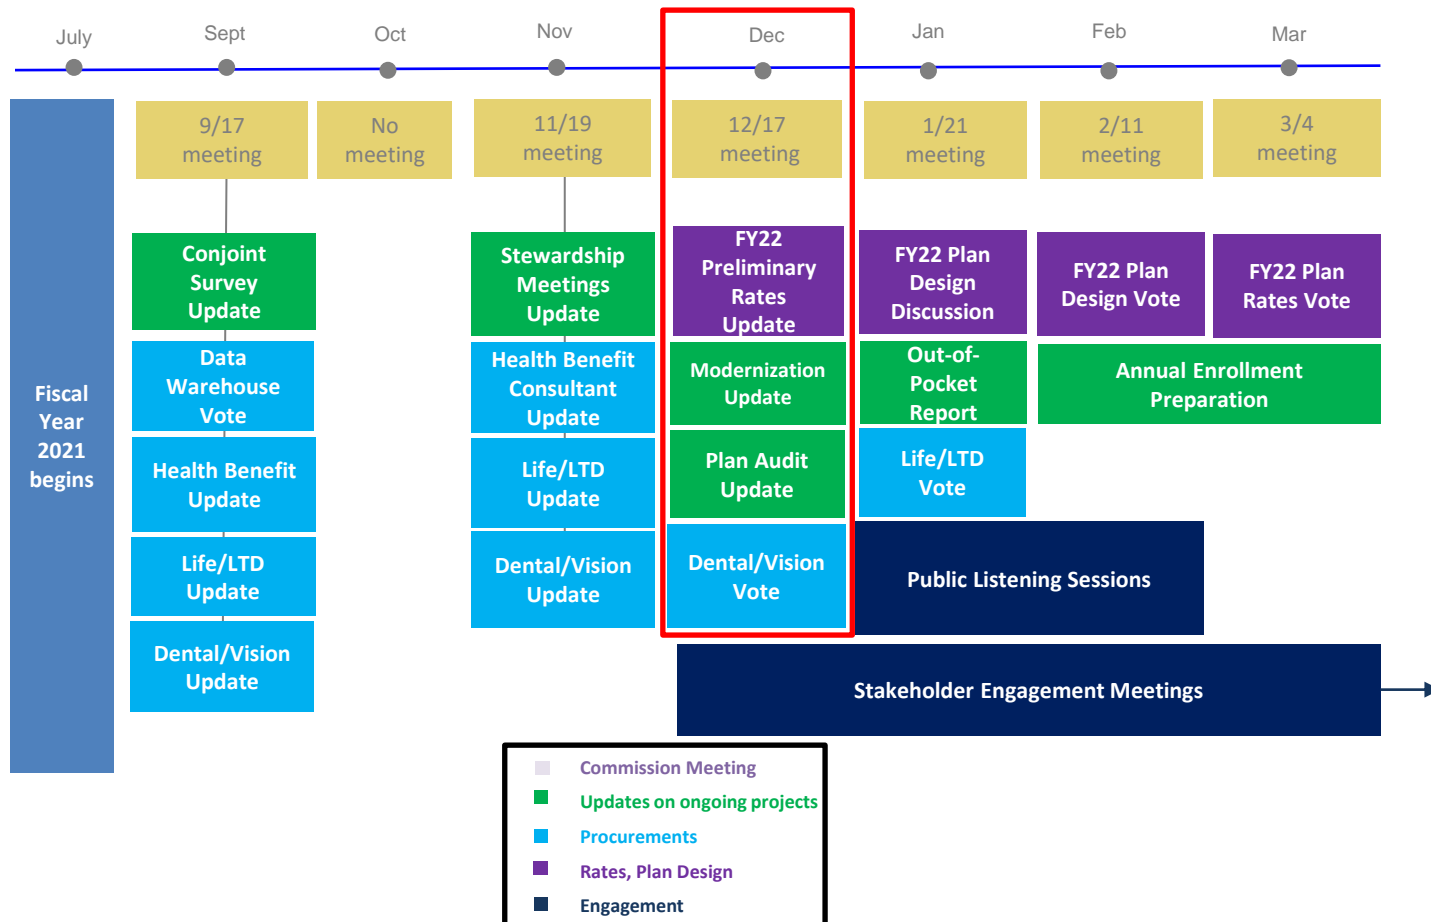 July
Sept
Oct
Nov
Dec
Jan
Feb
Mar
9/17
meeting
No
meeting
11/19
meeting
12/17
meeting
1/21
meeting
2/11
meeting
3/4
meeting
Fiscal
Year
2021
begins
Conjoint
Survey
Update
Data
Warehouse
Vote
Health Benefit
Update
Life/LTD
Update
Dental/Vision
Update
Stewardship
Meetings
Update
Health Benefit
Consultant
Update
Life/LTD
Update
Dental/Vision
Update
FY22
Preliminary
Rates
Update
Modernization
Update
Plan Audit
Update
Dental/Vision
Vote
FY22 Plan
Design
Discussion
Out-of-
Pocket
Report
Life/LTD
Vote
FY22 Plan
Design Vote
FY22 Plan
Rates Vote
Annual Enrollment
Preparation
Public Listening Sessions
Stakeholder Engagement Meetings
Commission Meeting
Updates on ongoing projects
Procurements
Rates, Plan Design
Engagement